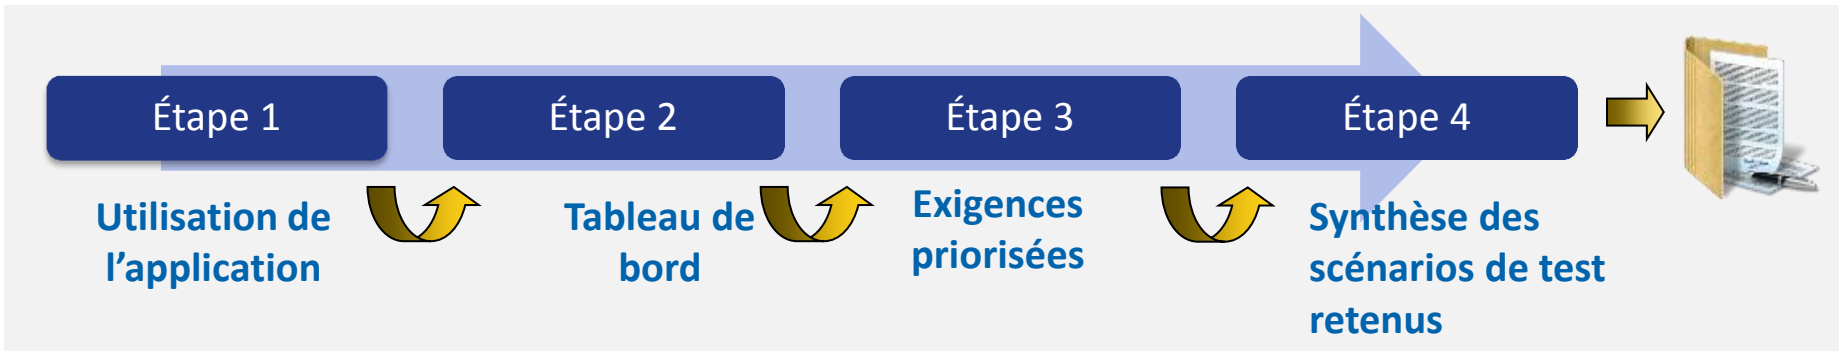 Étape 1
Étape 2
Étape 3
Étape 4
Utilisation de
l’application
Tableau de
bord
Exigences
priorisées
Synthèse des
scénarios de test
retenus